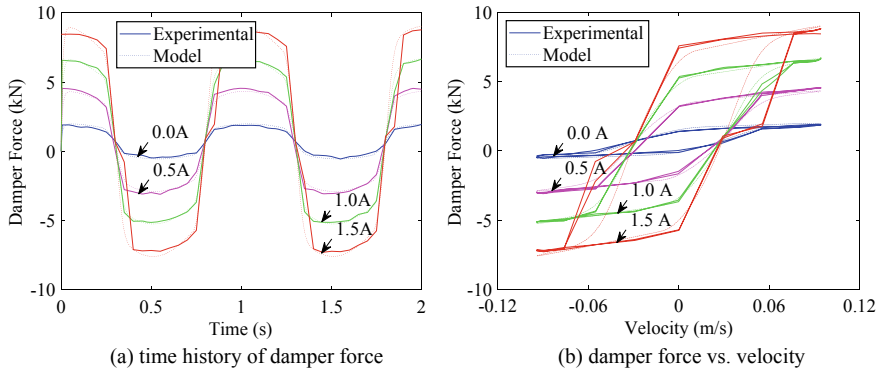 10
5
0
-5
-10
Damper Force (kN)
Experimental
Model
0.0A
0.5A
1.0A
1.5A
0 0.5 1 1.5 2
Time (s)
(a) time history of damper force
10
5
0
-5
-10
Damper Force (kN)
Experimental
Model
0.0 A
0.5 A
1.0 A
1.5 A
-0.12 -0.06 0 0.06 0.12
Velocity (m/s)
(b) damper force vs. velocity